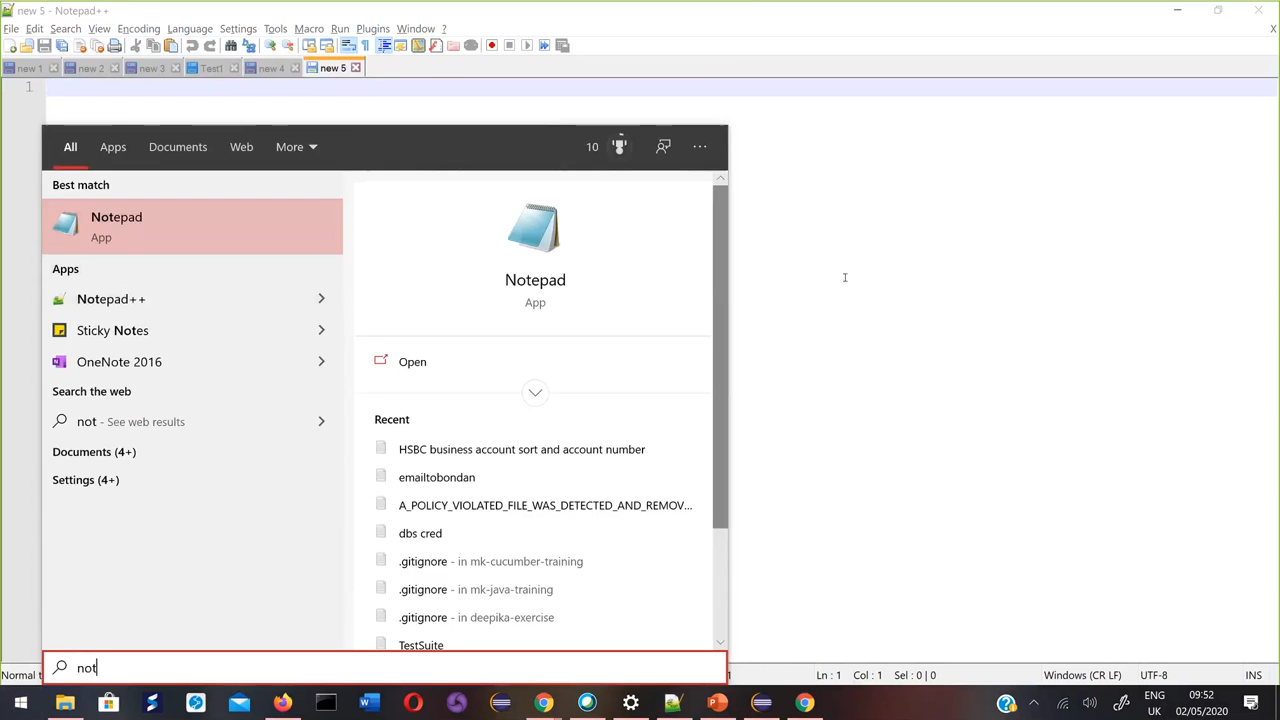 new 5 - Notepad++
File Edit Search View Encoding Language Settings Tools Macro Run Plugins Window ? X
new 1 new 2 new 3 Test1 new 4 new 5
1
All Apps Documents Web More 10 ...
Best match
Notepad
App
Apps
Notepad++
Sticky Notes
OneNote 2016
Search the web
not - See web results
Documents (4+)
Settings (4+)
Notepad
App
Open
Recent
HSBC business account sort and account number
emailtobondan
A_POLICY_VIOLATED_FILE_WAS_DETECTED_AND_REMOV...
dbs cred
.gitignore - in mk-cucumber-training
.gitignore - in mk-java-training
.gitignore - in deepika-exercise
TestSuite
not
Normal t 1 Ln : 1 Col : 1 Sel : 0 | 0 Windows (CR LF) UTF-8 INS
ENG
UK
09:52
02/05/2020